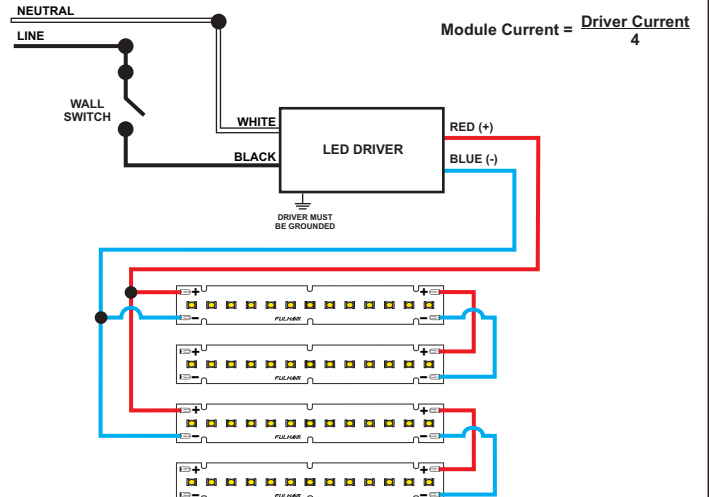 NEUTRAL
LINE
Module Current = Driver Current
4
WALL
SWITCH
WHITE
BLACK
LED DRIVER
RED (+)
BLUE (-)
DRIVER MUST
BE GROUNDED
+ +
- -
FULHAM
+ +
- -
FULHAM
+ +
- -
FULHAM
+ +
- -
FULHAM